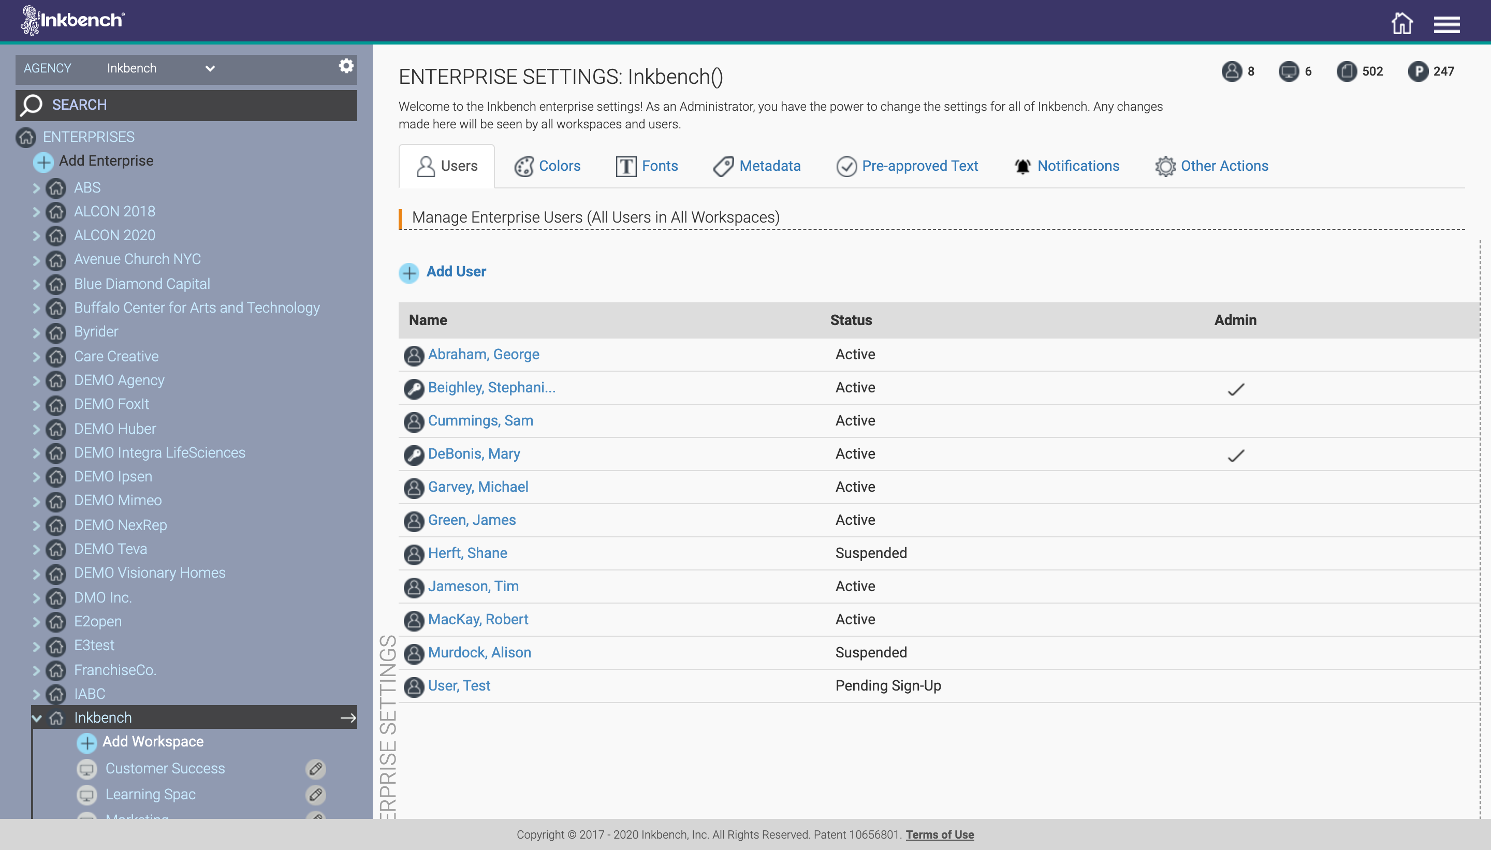 Inkbench
AGENCY Inkbench
SEARCH
ENTERPRISES
Add Enterprise
ABS
ALCON 2018
ALCON 2020
Avenue Church NYC
Blue Diamond Capital
Buffalo Center for Arts and Technology
Byrider
Care Creative
DEMO Agency
DEMO FoxIt
DEMO Huber
DEMO Integra LifeSciences
DEMO Ipsen
DEMO Mimeo
DEMO NexRep
DEMO Teva
DEMO Visionary Homes
DMO Inc.
E2open
E3test
FranchiseCo.
IABC
Inkbench
Add Workspace
Customer Success
Learning Spac
Marketing
ERPRISE SETTINGS
ENTERPRISE SETTINGS: Inkbench()
8 6 502 P 247
Welcome to the Inkbench enterprise settings! As an Administrator, you have the power to change the settings for all of Inkbench. Any changes
made here will be seen by all workspaces and users.
Users Colors T Fonts Metadata Pre-approved Text Notifications Other Actions
Manage Enterprise Users (All Users in All Workspaces)
Add User
Name Status Admin
Abraham, George Active
Beighley, Stephani... Active
Cummings, Sam Active
DeBonis, Mary Active
Garvey, Michael Active
Green, James Active
Herft, Shane Suspended
Jameson, Tim Active
MacKay, Robert Active
Murdock, Alison Suspended
User, Test Pending Sign-Up
Copyright © 2017 - 2020 Inkbench, Inc. All Rights Reserved. Patent 10656801. Terms of Use